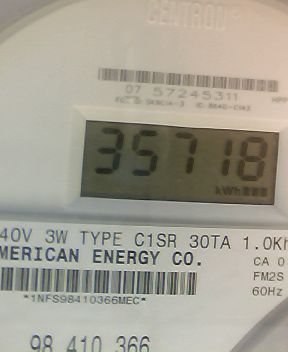 CENTRON®
07 57245311
35718
kWh
40V 3W TYPE C1SR 30TA 1.0Kh
MERICAN ENERGY CO.
CA 0
FM2S
*1NFS98410366MEC*
60Hz
98 410 366